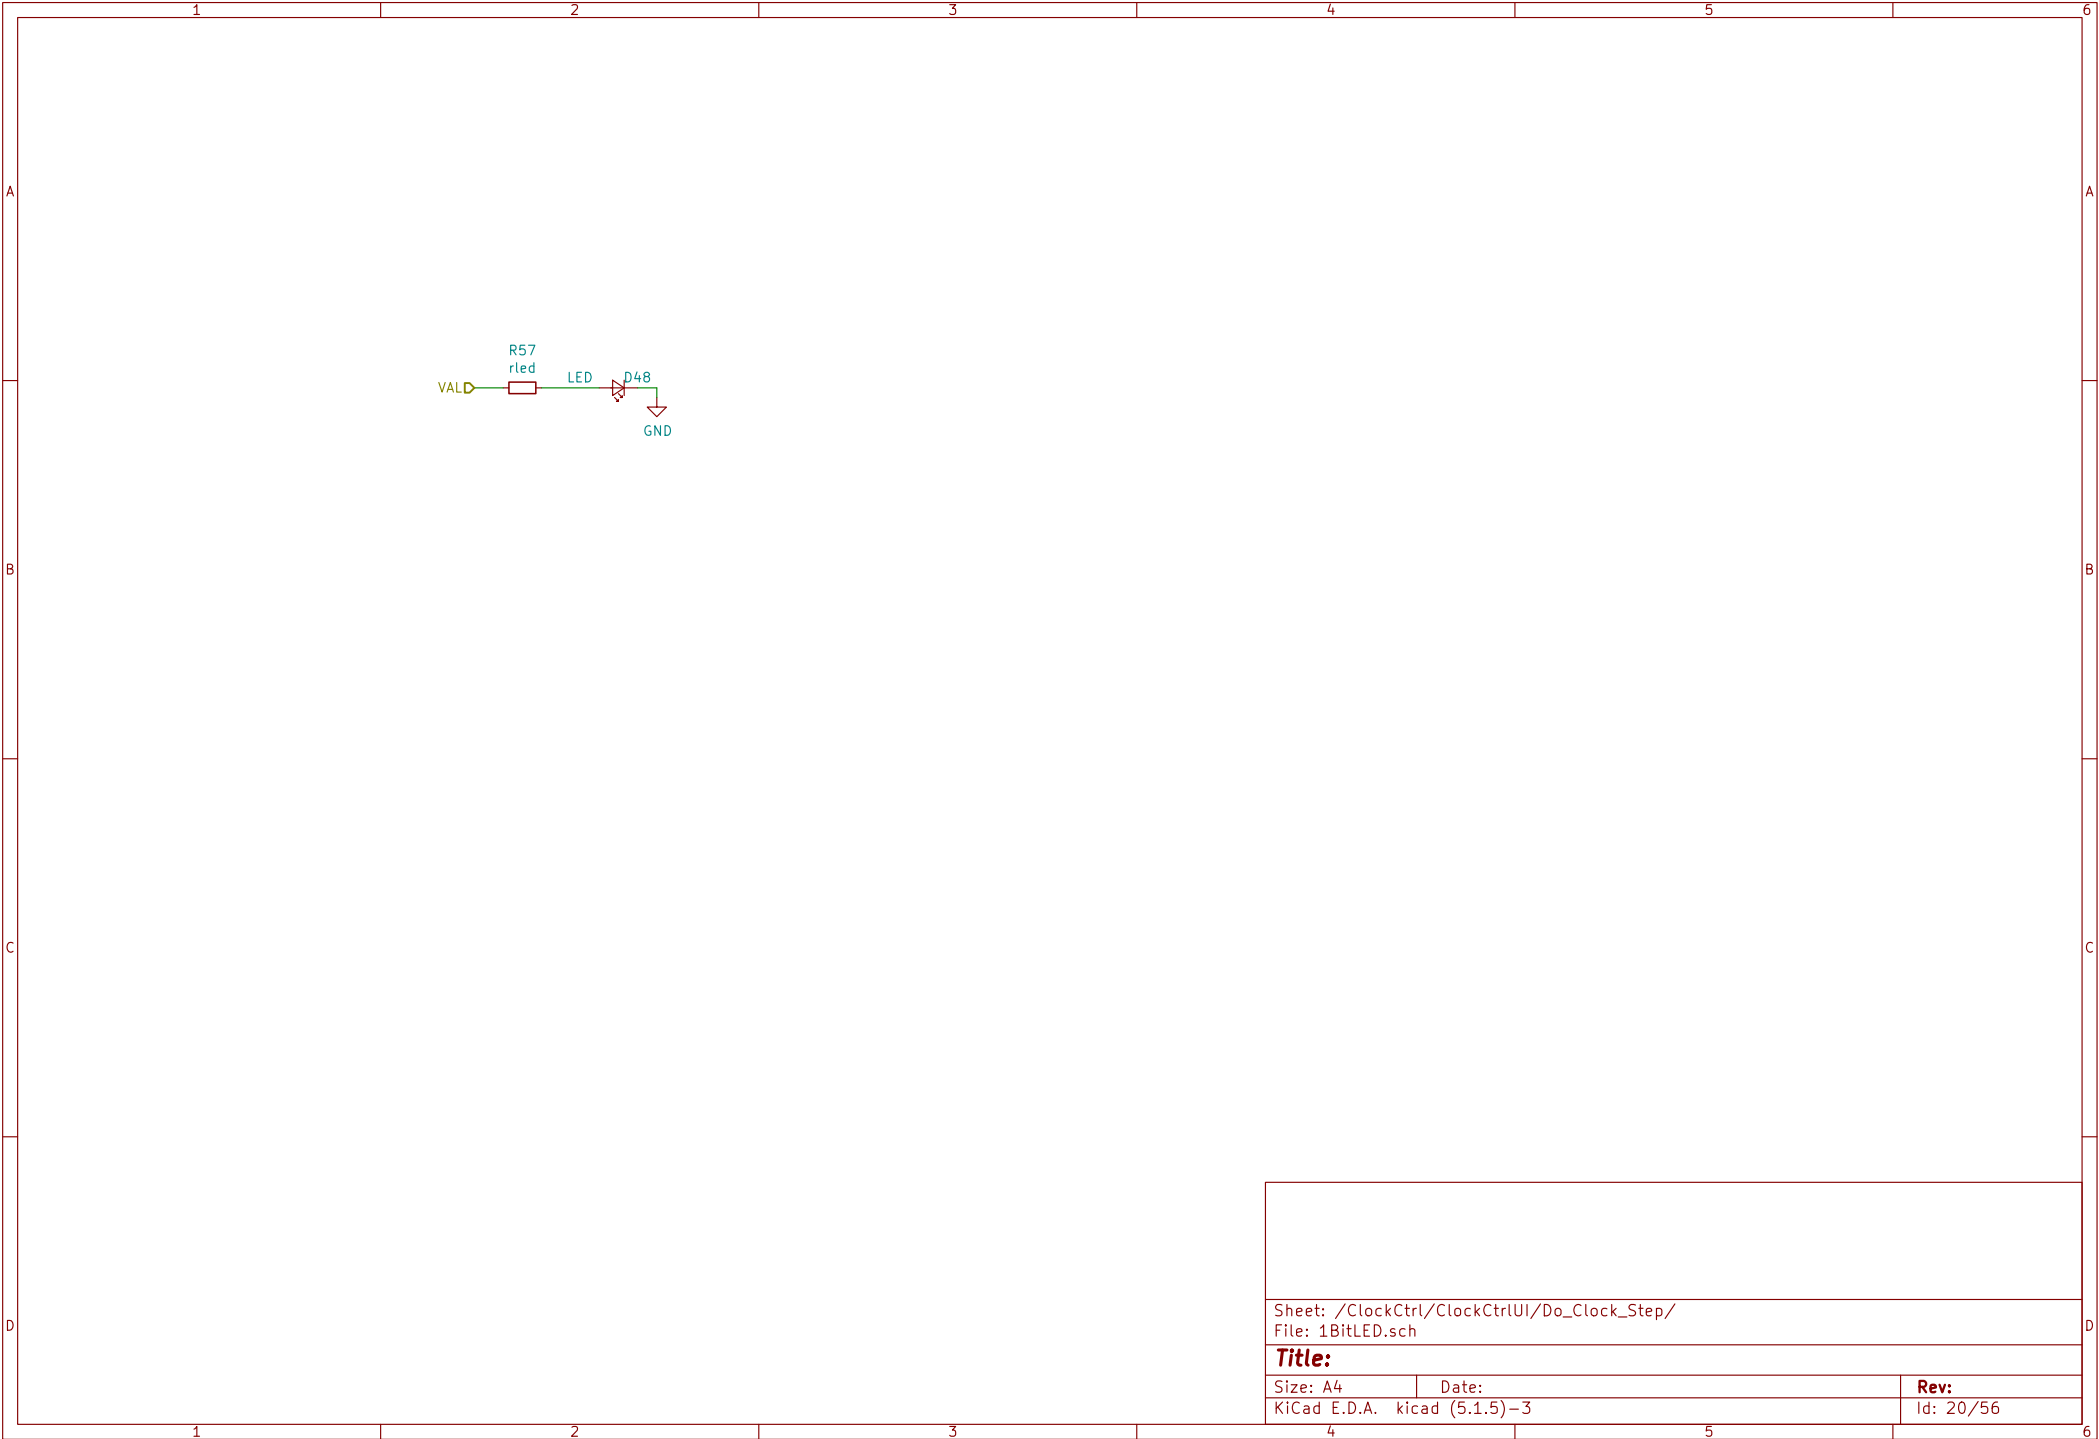 1 2 3 4 5 6
A A
R57
rled
LED D48
VAL
GND
B B
C C
Sheet: /ClockCtrl/ClockCtrlUI/Do_Clock_Step/
File: 1BitLED.sch
D D
Title:
Size: A4 Date: Rev:
KiCad E.D.A. kicad (5.1.5)-3 Id: 20/56
1 2 3 4 5 6